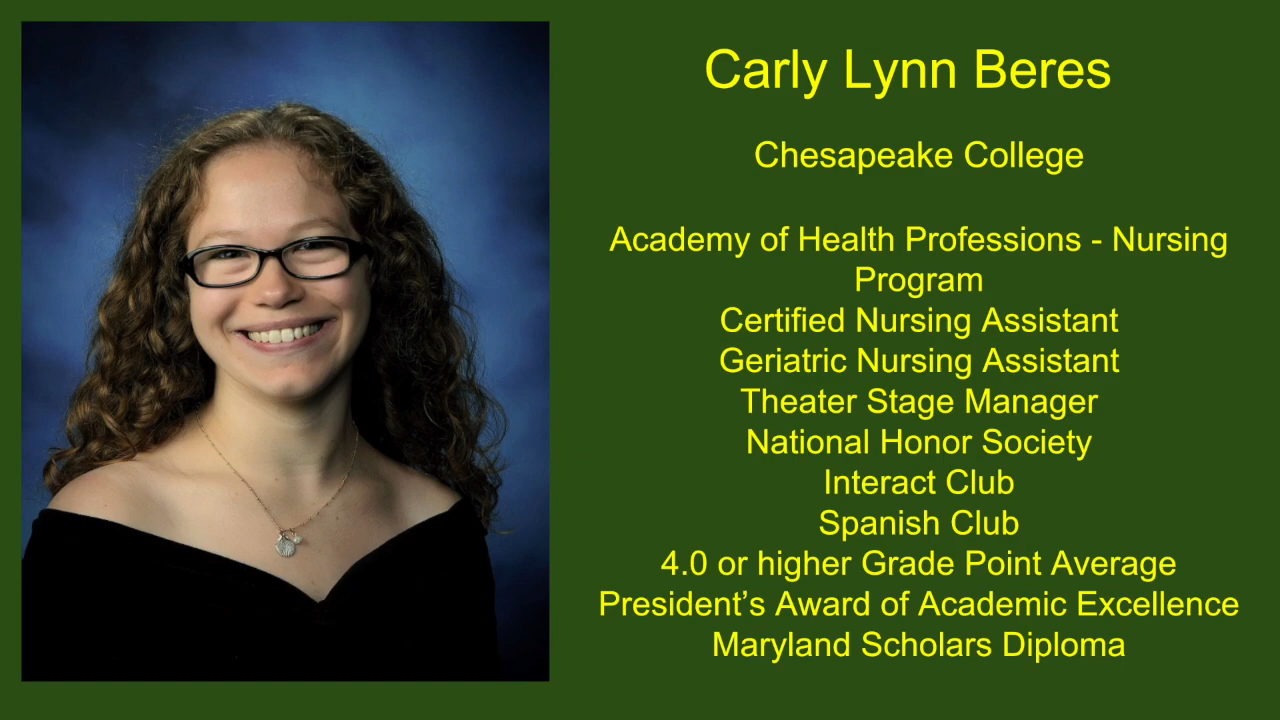 Carly Lynn Beres
Chesapeake College
Academy of Health Professions - Nursing
Program
Certified Nursing Assistant
Geriatric Nursing Assistant
Theater Stage Manager
National Honor Society
Interact Club
Spanish Club
4.0 or higher Grade Point Average
President’s Award of Academic Excellence
Maryland Scholars Diploma